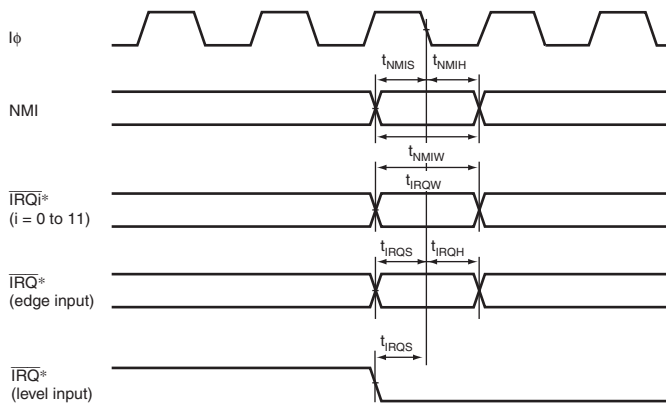 Iϕ
tNMIS tNMIH
NMI
tNMIW
tIRQW
IRQi*
(i = 0 to 11)
tIRQS tIRQH
IRQ*
(edge input)
tIRQS
IRQ*
(level input)